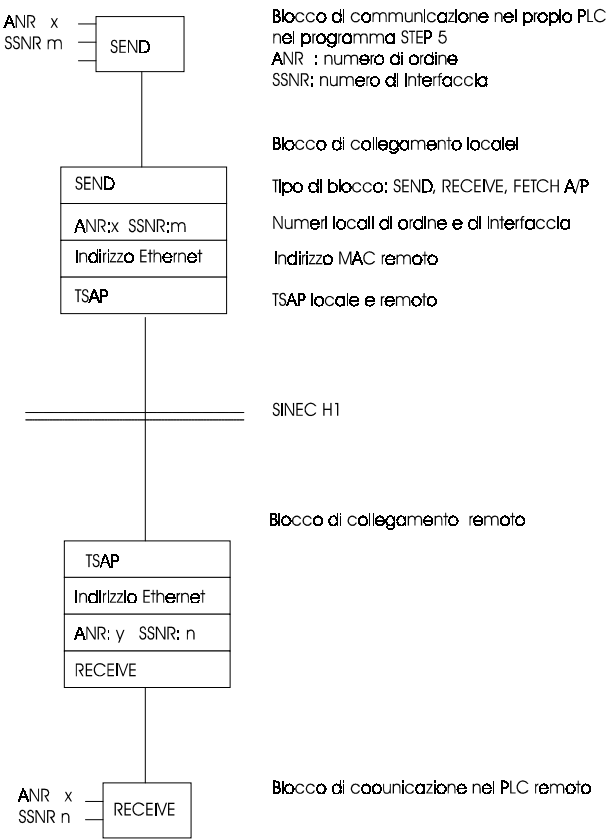 ANR x
SSNR m
SEND
Blocco di communicazione nel propio PLC
nel programma STEP 5
ANR : numero di ordine
SSNR: numero di Interfaccia
Blocco di collegamento localel
SEND
Tipo di blocco: SEND, RECEIVE, FETCH A/P
ANR:x SSNR:m
Numeri locali di ordine e di Interfaccia
Indirizzo Ethernet
Indirizzo MAC remoto
TSAP
TSAP locale e remoto
SINEC H1
Blocco di collegamento remoto
TSAP
Indirizzio Ethernet
ANR: y SSNR: n
RECEIVE
ANR x
SSNR n
RECEIVE
Blocco di coounicazione nel PLC remoto